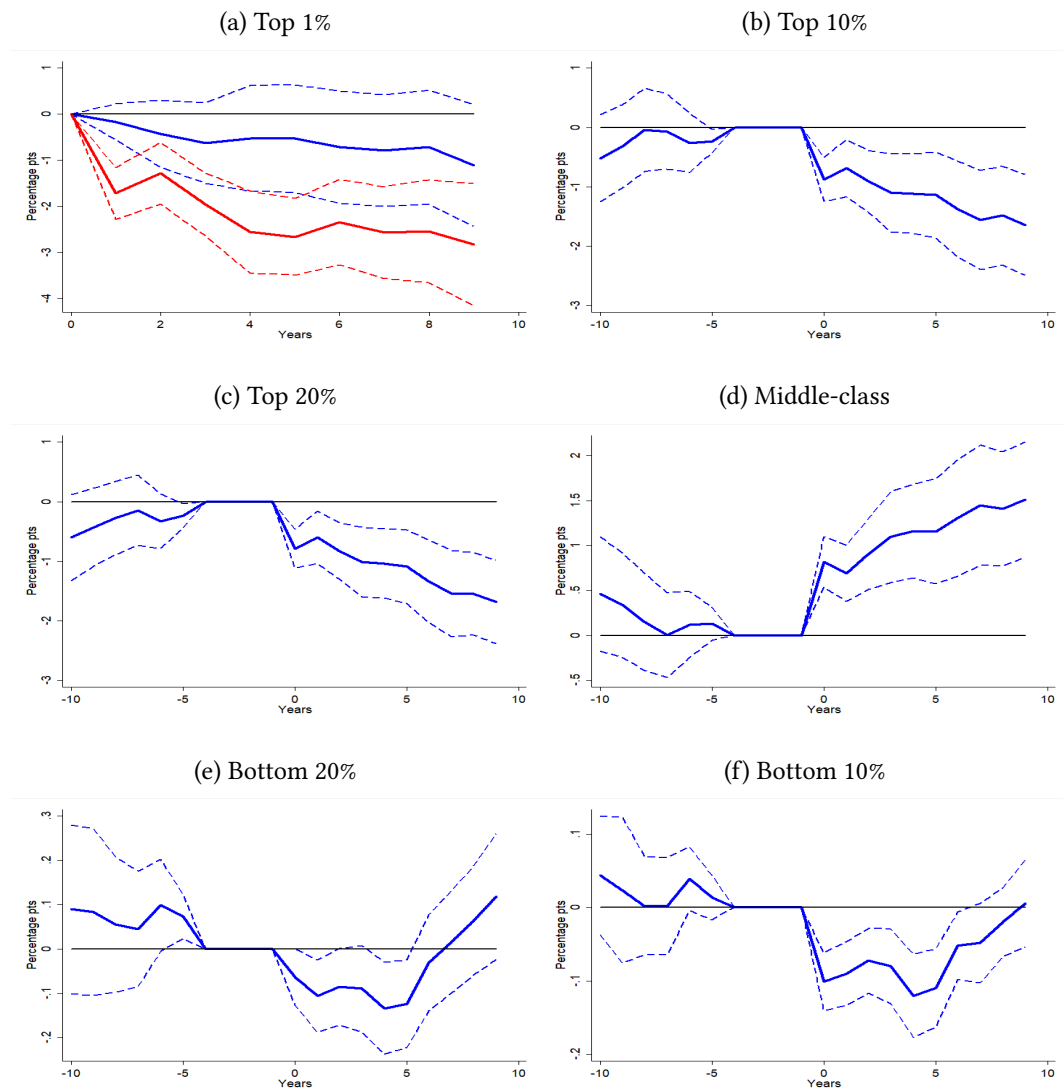 (a) Top 1%
Percentage pts
1
0
-1
-2
-3
-4
0 2 4 6 8 10
Years
(b) Top 10%
Percentage pts
1
0
-1
-2
-3
-10 -5 0 5 10
Years
(c) Top 20%
Percentage pts
1
0
-1
-2
-3
-10 -5 0 5 10
Years
(d) Middle-class
Percentage pts
2
1.5
1
.5
0
-.5
-10 -5 0 5 10
Years
(e) Bottom 20%
Percentage pts
.3
.2
.1
0
-.1
-.2
-10 -5 0 5 10
Years
(f) Bottom 10%
Percentage pts
.1
0
-.1
-.2
-10 -5 0 5 10
Years